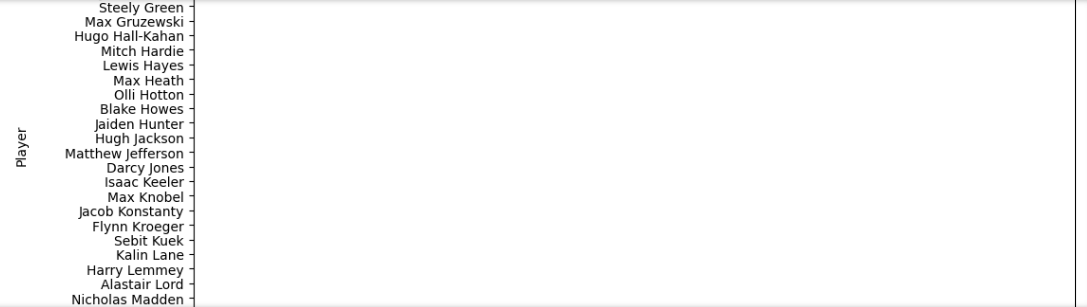 Steely Green
Max Gruzewski
Hugo Hall-Kahan
Mitch Hardie
Lewis Hayes
Max Heath
Olli Hotton
Blake Howes
Jaiden Hunter
Hugh Jackson
Matthew Jefferson
Darcy Jones
Isaac Keeler
Max Knobel
Jacob Konstanty
Flynn Kroeger
Sebit Kuek
Kalin Lane
Harry Lemmey
Alastair Lord
Nicholas Madden
Player